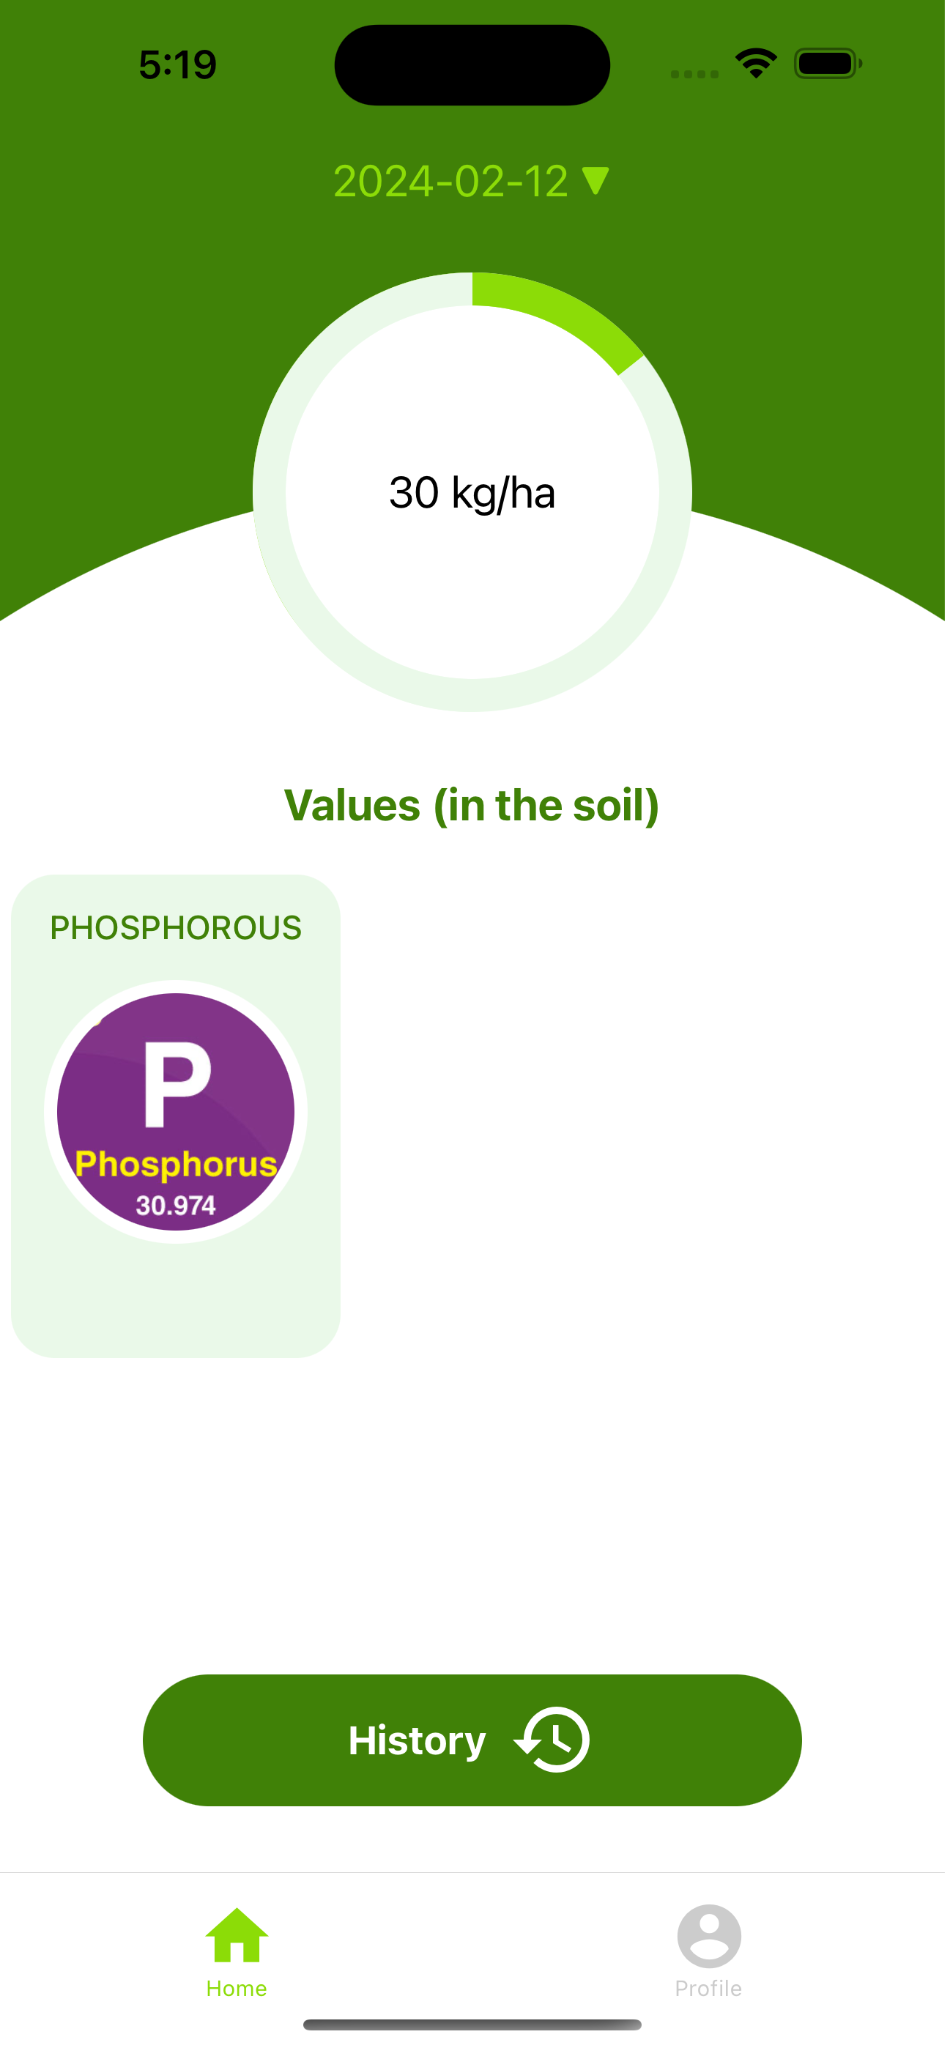 5:19
2024-02-12 ▼
30 kg/ha
Values (in the soil)
PHOSPHOROUS
P
Phosphorus
30.974
History
Home
Profile